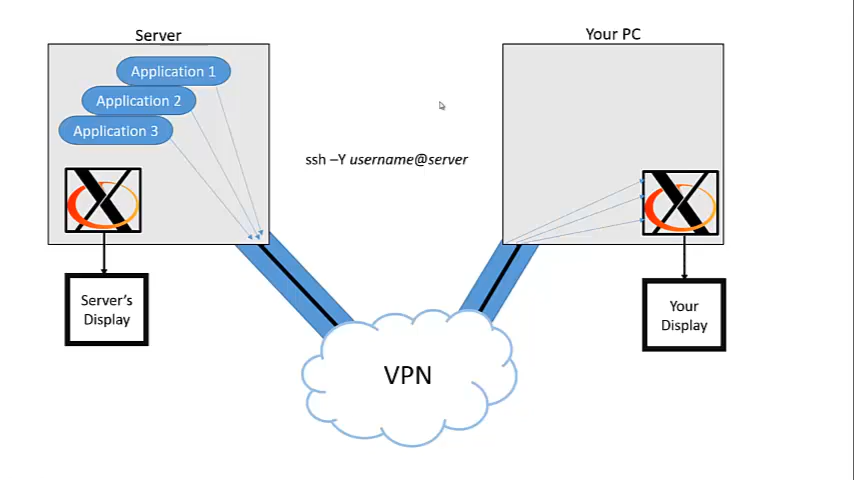 Server
Your PC
Application 1
Application 2
Application 3
ssh –Y username@server
Server's
Display
Your
Display
VPN